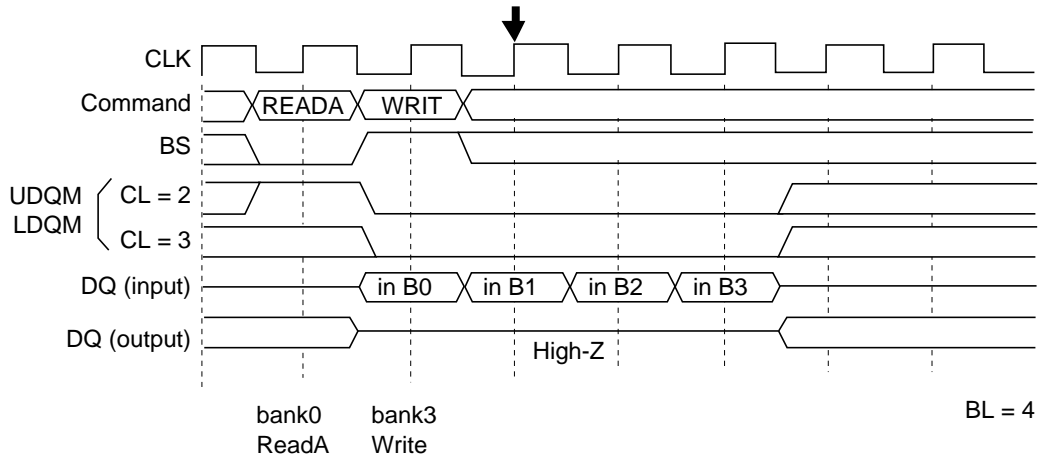 CLK
Command READA WRIT
BS
UDQM CL = 2
LDQM CL = 3
DQ (input) in B0 in B1 in B2 in B3
DQ (output)
High-Z
bank0 bank3 BL = 4
ReadA Write